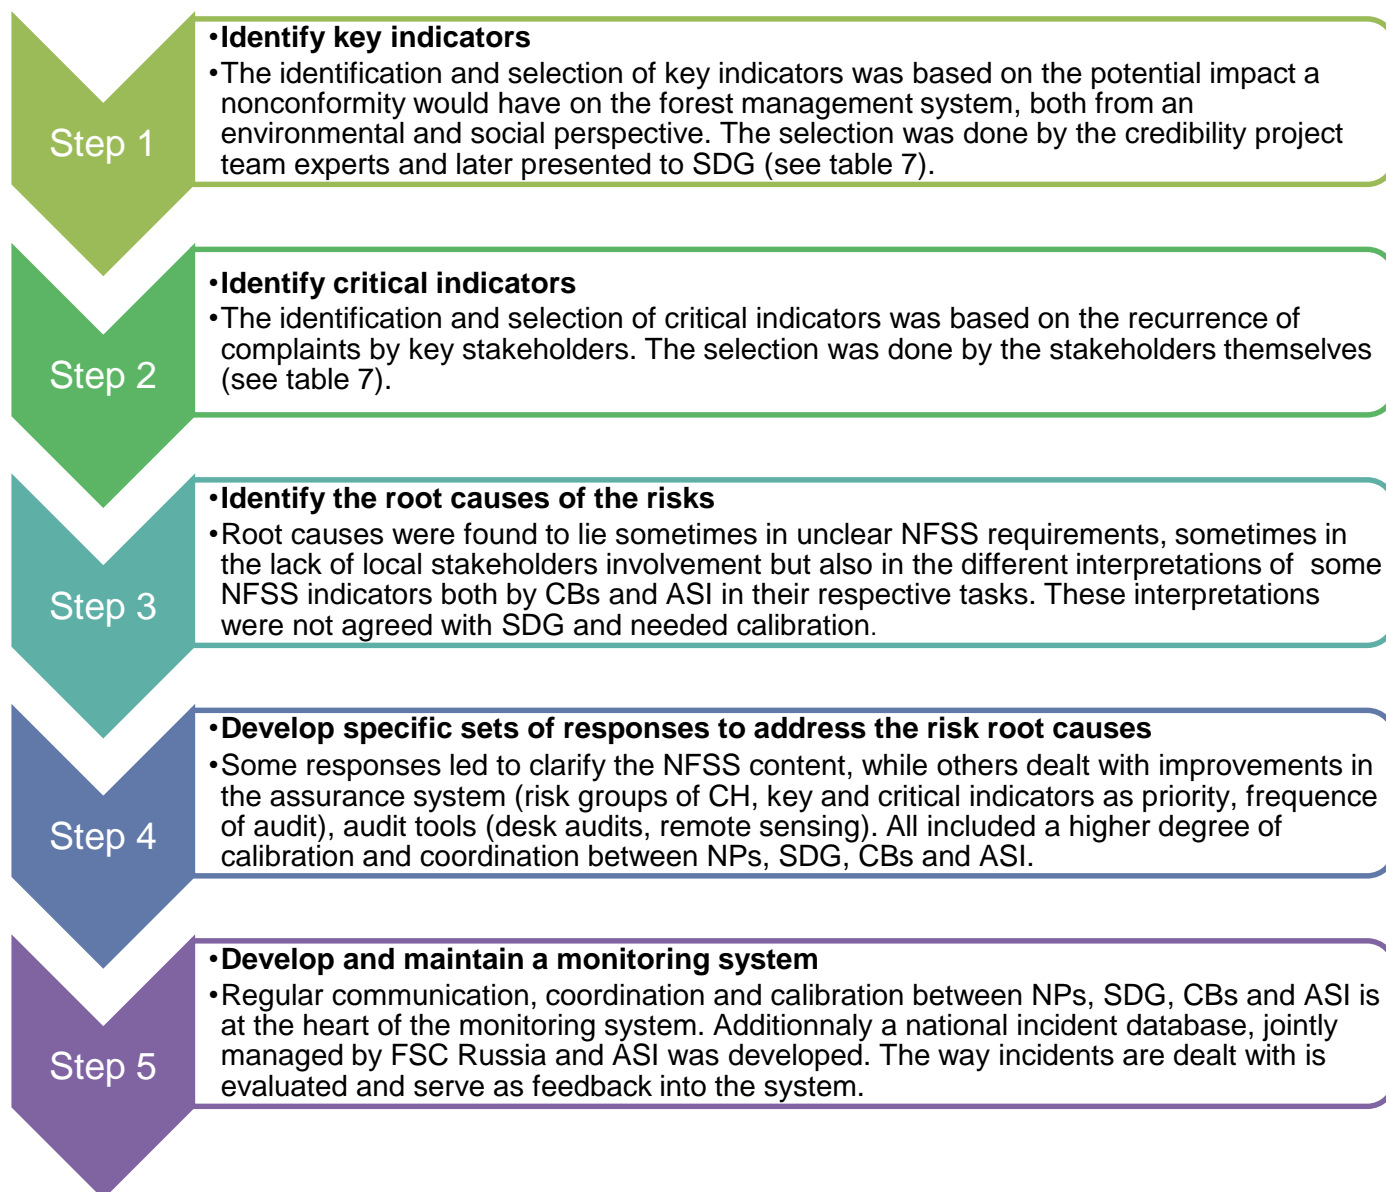 Step 1
•Identify key indicators
•The identification and selection of key indicators was based on the potential impact a
nonconformity would have on the forest management system, both from an
environmental and social perspective. The selection was done by the credibility project
team experts and later presented to SDG (see table 7).
Step 2
•Identify critical indicators
•The identification and selection of critical indicators was based on the recurrence of
complaints by key stakeholders. The selection was done by the stakeholders themselves
(see table 7).
Step 3
•Identify the root causes of the risks
•Root causes were found to lie sometimes in unclear NFSS requirements, sometimes in
the lack of local stakeholders involvement but also in the different interpretations of  some
NFSS indicators both by CBs and ASI in their respective tasks. These interpretations
were not agreed with SDG and needed calibration.
Step 4
•Develop specific sets of responses to address the risk root causes
•Some responses led to clarify the NFSS content, while others dealt with improvements in
the assurance system (risk groups of CH, key and critical indicators as priority, frequence
of audit), audit tools (desk audits, remote sensing). All included a higher degree of
calibration and coordination between NPs, SDG, CBs and ASI.
Step 5
•Develop and maintain a monitoring system
•Regular communication, coordination and calibration between NPs, SDG, CBs and ASI is
at the heart of the monitoring system. Additionnaly a national incident database, jointly
managed by FSC Russia and ASI was developed. The way incidents are dealt with is
evaluated and serve as feedback into the system.